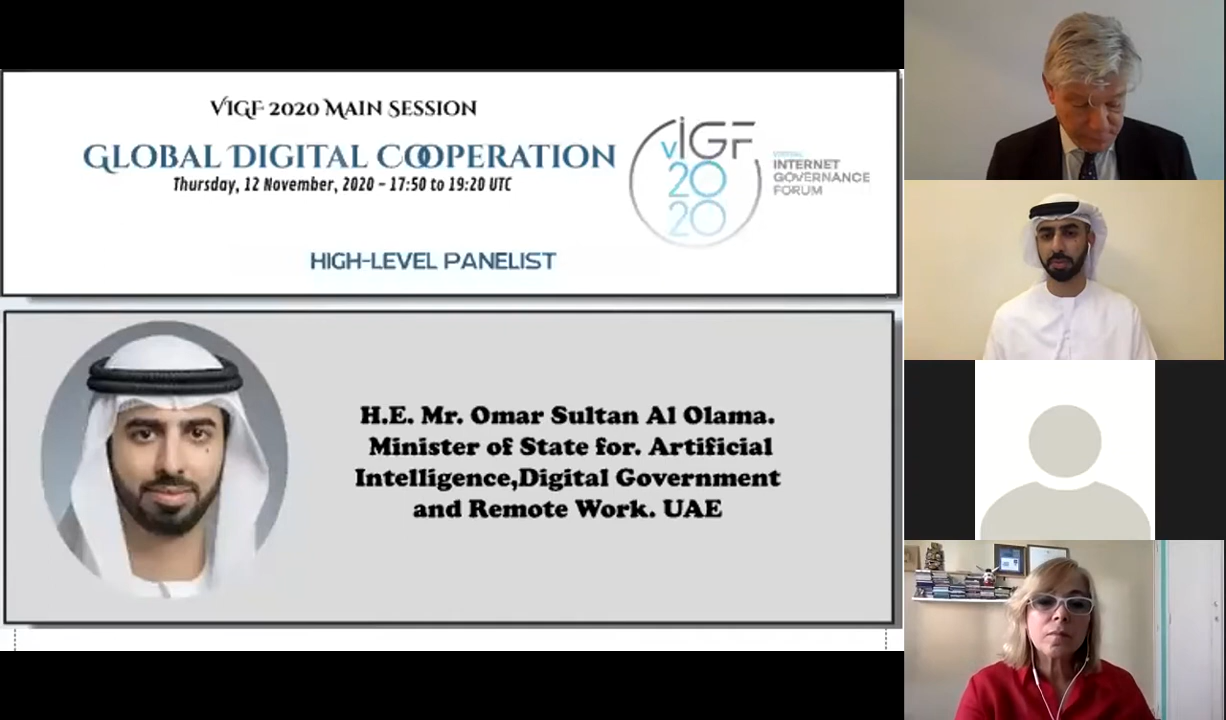 VIGF 2020 MAIN SESSION
GLOBAL DIGITAL COOPERATION
Thursday, 12 November, 2020 – 17:50 to 19:20 UTC
vIGF
20
20
VIRTUAL
INTERNET
GOVERNANCE
FORUM
HIGH-LEVEL PANELIST
H.E. Mr. Omar Sultan Al Olama.
Minister of State for. Artificial
Intelligence,Digital Government
and Remote Work. UAE